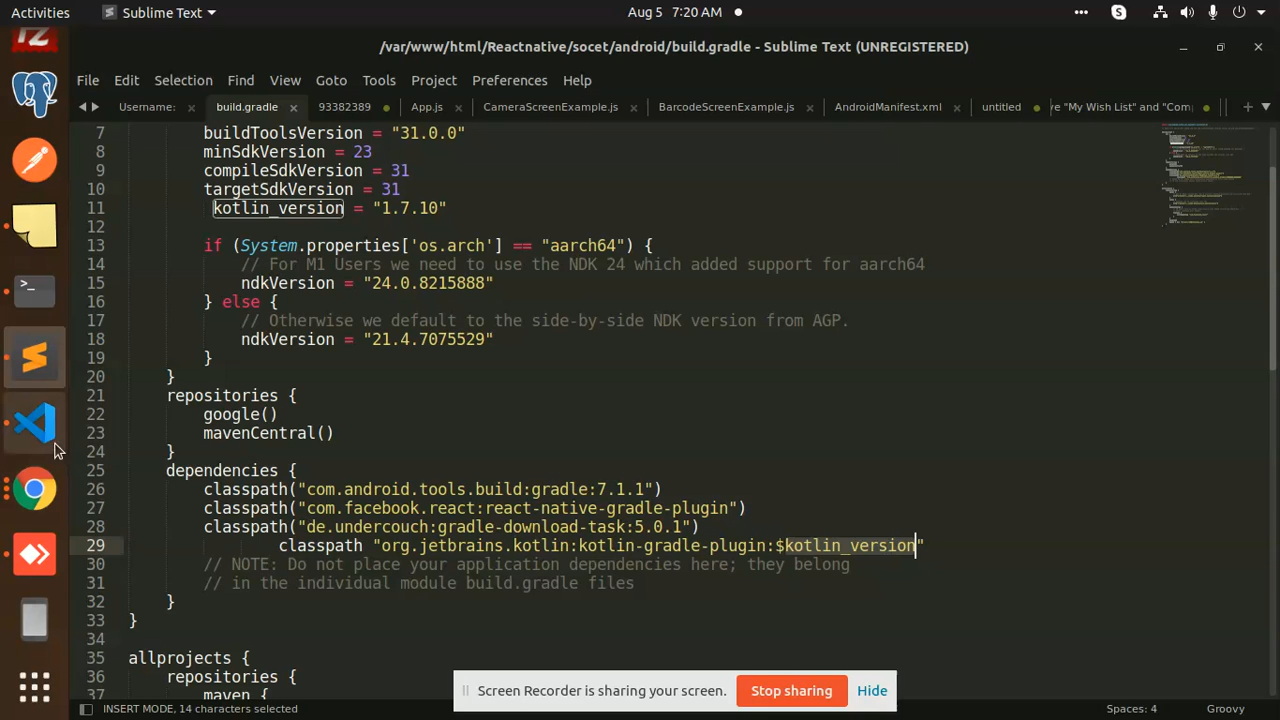 Activities Sublime Text Aug 5 7:20 AM
/var/www/html/Reactnative/socet/android/build.gradle - Sublime Text (UNREGISTERED)
File Edit Selection Find View Goto Tools Project Preferences Help
Username: build.gradle 93382389 App.js CameraScreenExample.js BarcodeScreenExample.js AndroidManifest.xml untitled "My Wish List" and "Com
7 buildToolsVersion = "31.0.0"
8 minSdkVersion = 23
9 compileSdkVersion = 31
10 targetSdkVersion = 31
11 kotlin_version = "1.7.10"
12
13 if (System.properties['os.arch'] == "aarch64") {
14 // For M1 Users we need to use the NDK 24 which added support for aarch64
15 ndkVersion = "24.0.8215888"
16 } else {
17 // Otherwise we default to the side-by-side NDK version from AGP.
18 ndkVersion = "21.4.7075529"
19 }
20 }
21 repositories {
22 google()
23 mavenCentral()
24 }
25 dependencies {
26 classpath("com.android.tools.build:gradle:7.1.1")
27 classpath("com.facebook.react:react-native-gradle-plugin")
28 classpath("de.undercouch:gradle-download-task:5.0.1")
29 classpath "org.jetbrains.kotlin:kotlin-gradle-plugin:$kotlin_version"
30 // NOTE: Do not place your application dependencies here; they belong
31 // in the individual module build.gradle files
32 }
33 }
34
35 allprojects {
36 repositories {
37 maven {
Screen Recorder is sharing your screen. Stop sharing Hide
INSERT MODE, 14 characters selected Spaces: 4 Groovy